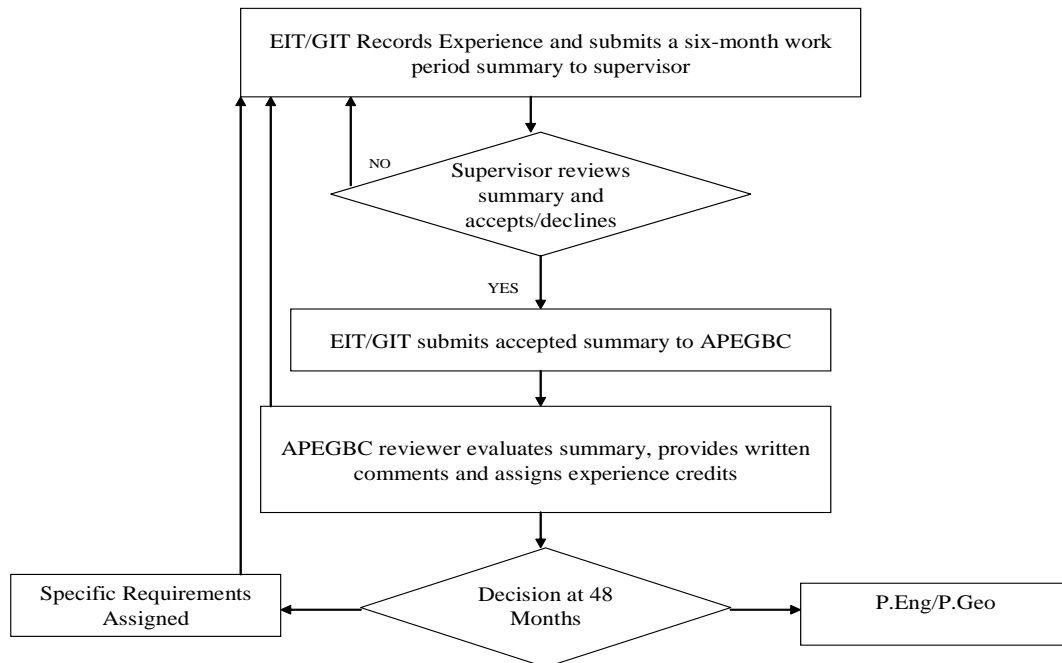 EIT/GIT Records Experience and submits a six-month work
period summary to supervisor
NO
Supervisor reviews
summary and
accepts/declines
YES
EIT/GIT submits accepted summary to APEGBC
APEGBC reviewer evaluates summary, provides written
comments and assigns experience credits
Specific Requirements
Assigned
Decision at 48
Months
P.Eng/P.Geo